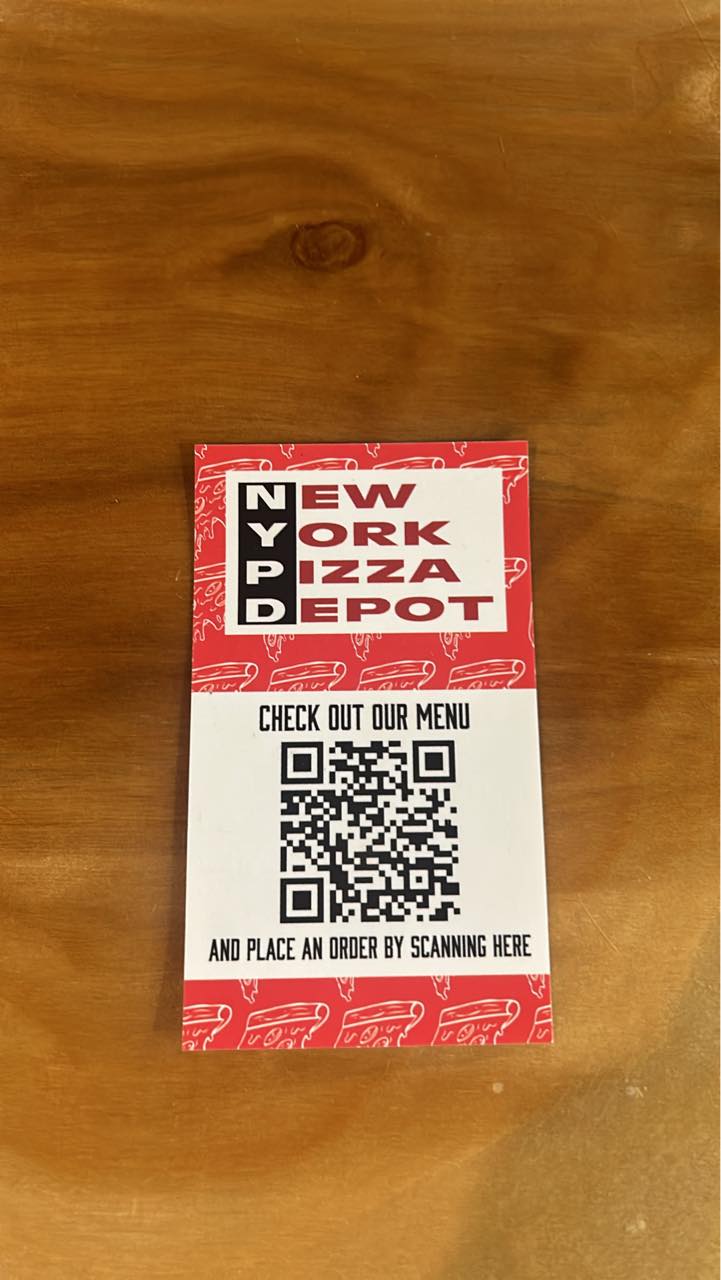 NEW
YORK
PIZZA
DEPOT
CHECK OUT OUR MENU
AND PLACE AN ORDER BY SCANNING HERE